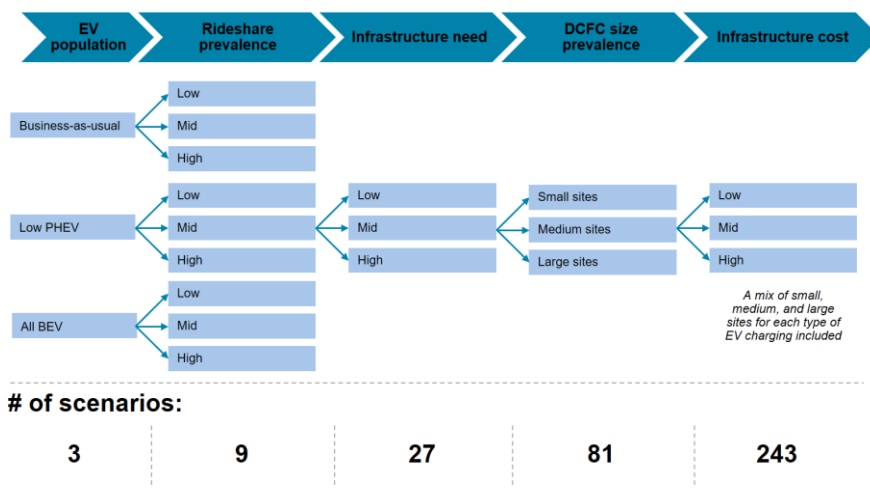 EV
population
Rideshare
prevalence
Infrastructure need
DCFC size
prevalence
Infrastructure cost
Business-as-usual
Low
Mid
High
Low PHEV
Low
Mid
High
Low
Mid
High
Small sites
Medium sites
Large sites
Low
Mid
High
All BEV
Low
Mid
High
A mix of small,
medium, and large
sites for each type of
EV charging included
# of scenarios:
3
9
27
81
243